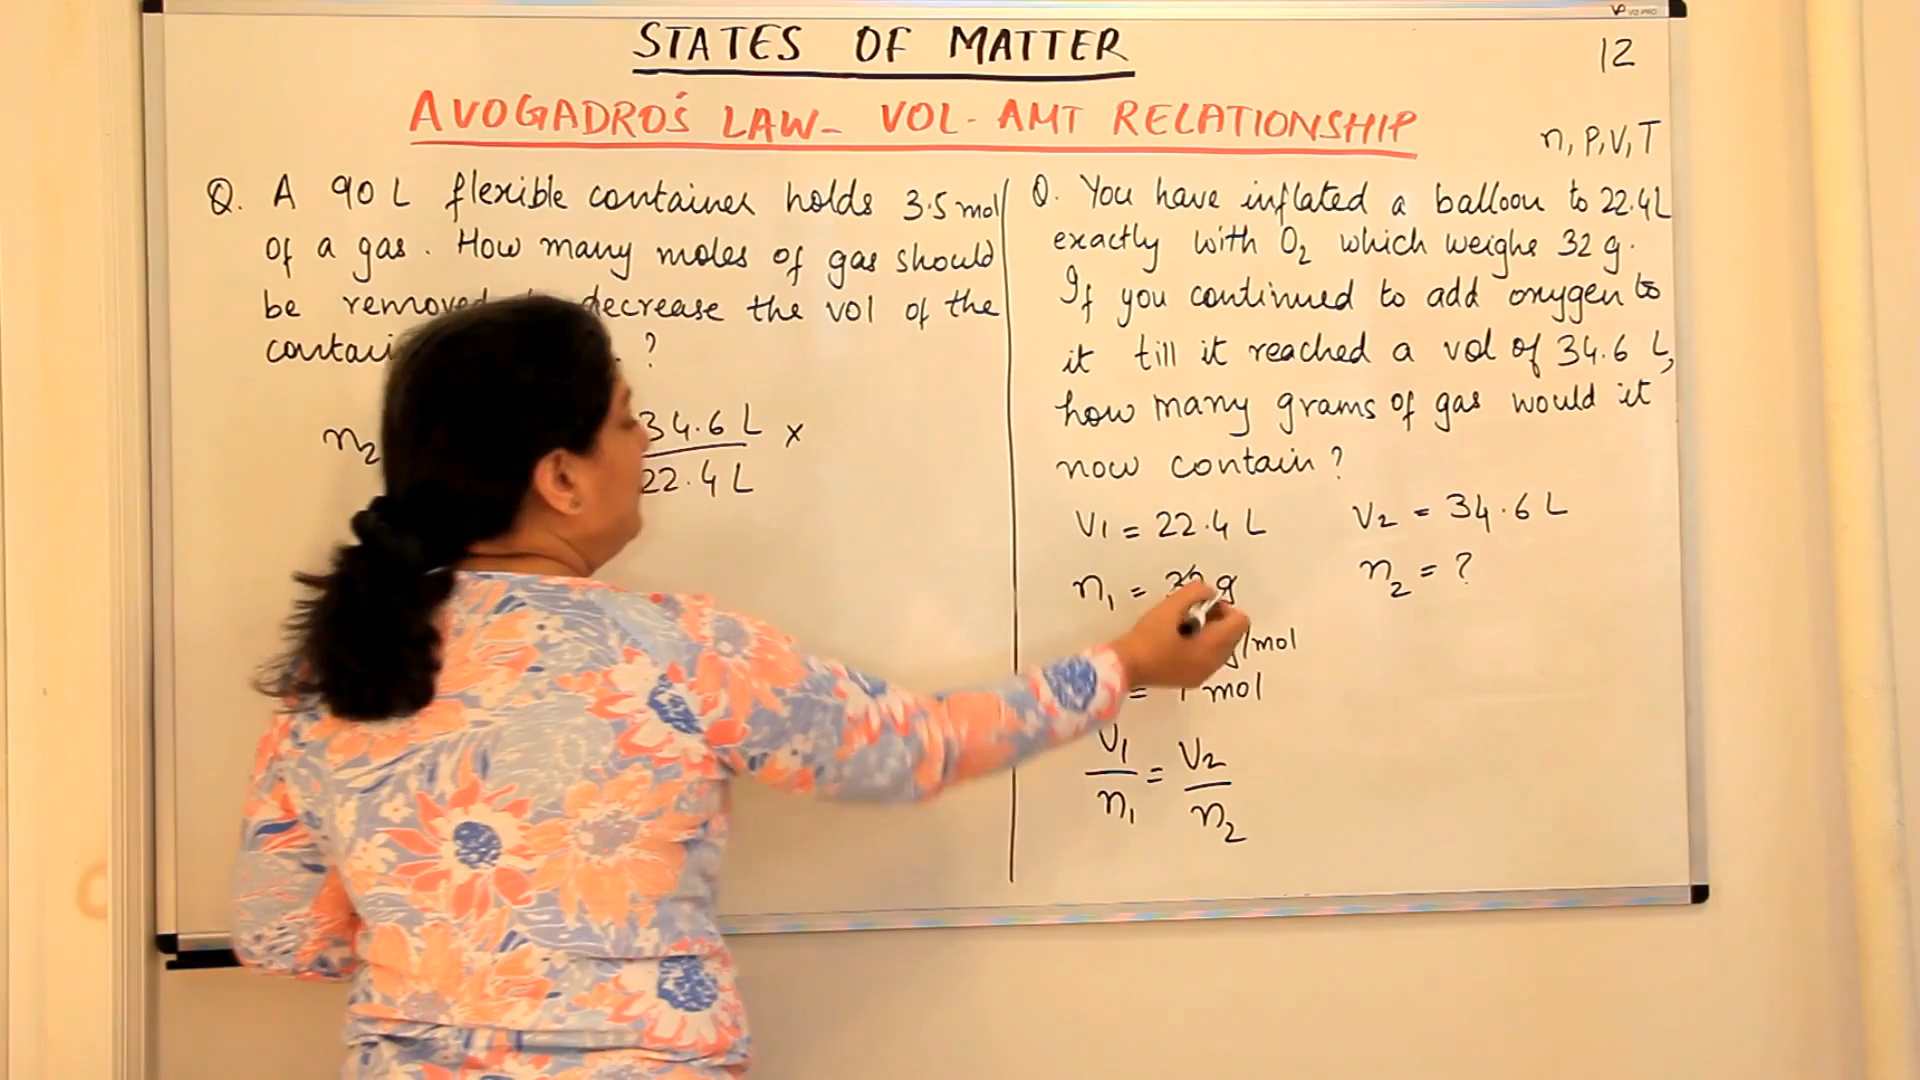 STATES OF MATTER
12
AVOGADRO'S LAW - VOL - AMT RELATIONSHIP
n, P, V, T
Q. A 90 L flexible container holds 3.5 mol
of a gas. How many moles of gas should
be decrease the vol of the
?
n₂
34.6 L ×
22.4 L
Q. You have inflated a balloon to 22.4L
exactly with O₂ which weighs 32 g.
If you continued to add oxygen to
it till it reached a vol of 34.6 L,
how many grams of gas would it
now contain?
V₁ = 22.4 L V₂ = 34.6 L
n₁ = 32 g n₂ = ?
g/mol
= 1 mol
V₁ = V₂
n₁ n₂